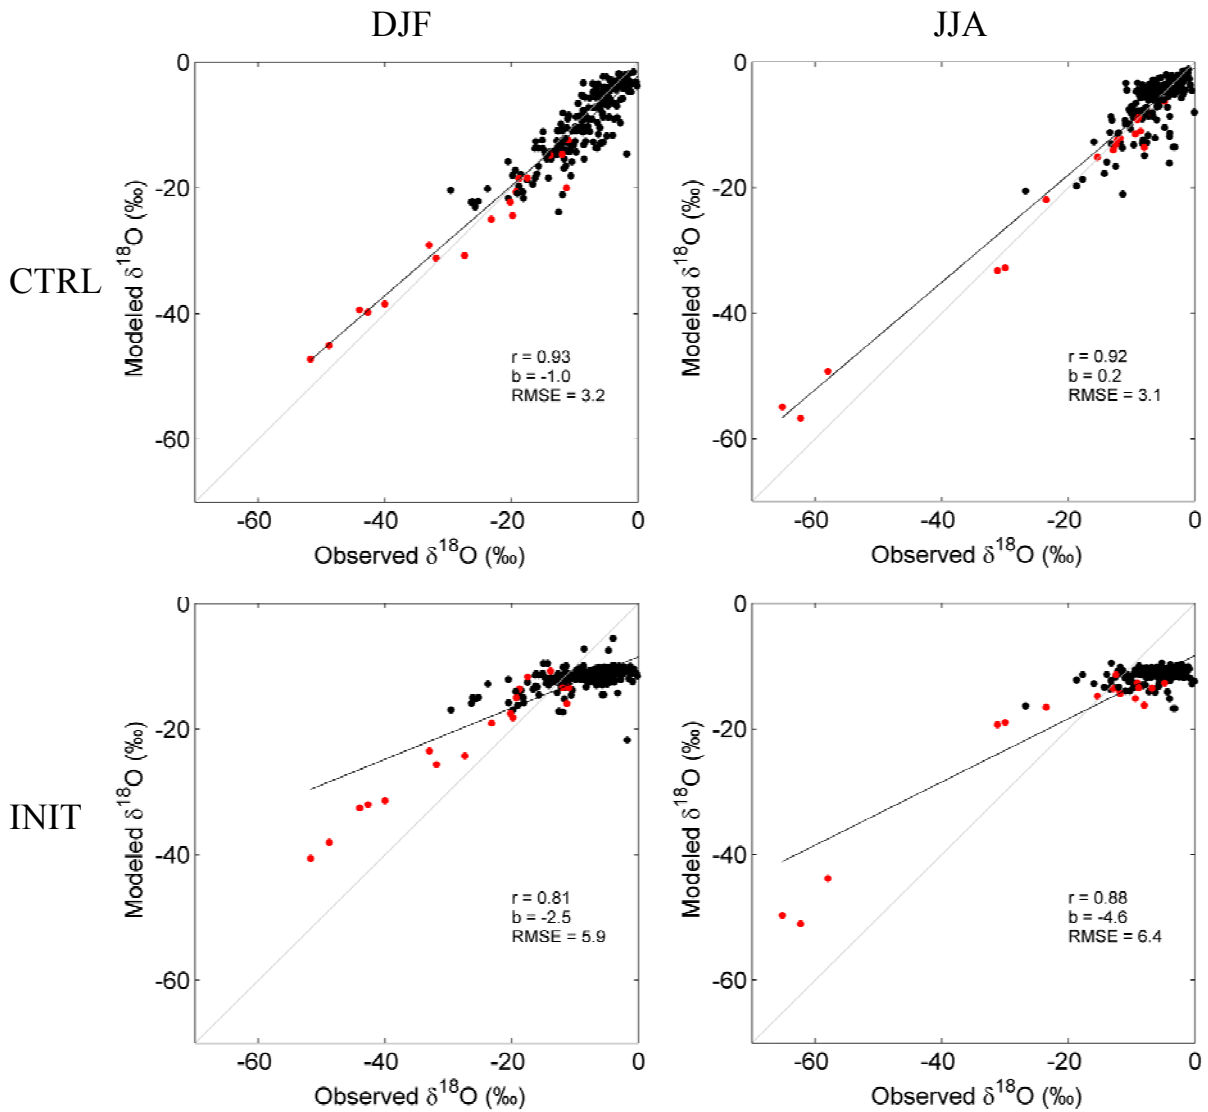 DJF
JJA
CTRL
0
-20
-40
-60
Modeled δ18O (‰)
r = 0.93
b = -1.0
RMSE = 3.2
-60
-40
-20
0
Observed δ18O (‰)
0
-20
-40
-60
Modeled δ18O (‰)
r = 0.92
b = 0.2
RMSE = 3.1
-60
-40
-20
0
Observed δ18O (‰)
INIT
0
-20
-40
-60
Modeled δ18O (‰)
r = 0.81
b = -2.5
RMSE = 5.9
-60
-40
-20
0
Observed δ18O (‰)
0
-20
-40
-60
Modeled δ18O (‰)
r = 0.88
b = -4.6
RMSE = 6.4
-60
-40
-20
0
Observed δ18O (‰)